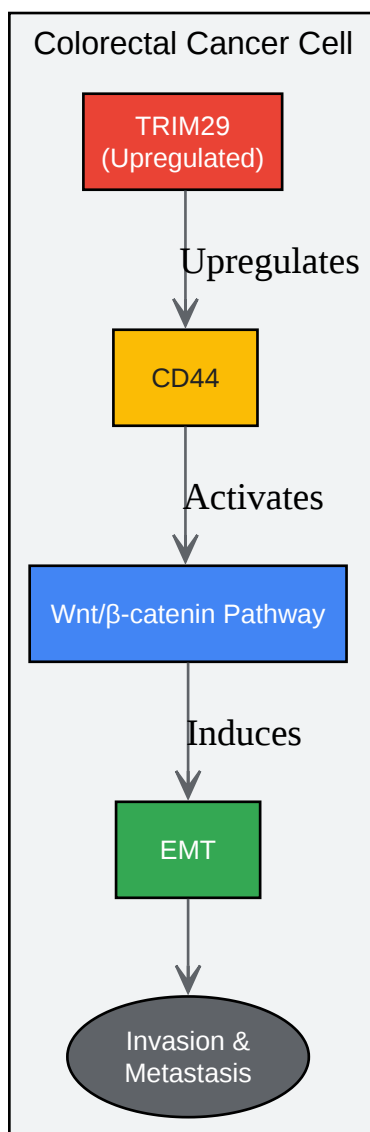 Colorectal Cancer Cell
TRIM29
(Upregulated)
Upregulates
CD44
Activates
Wnt/β-catenin Pathway
Induces
EMT
Invasion &
Metastasis